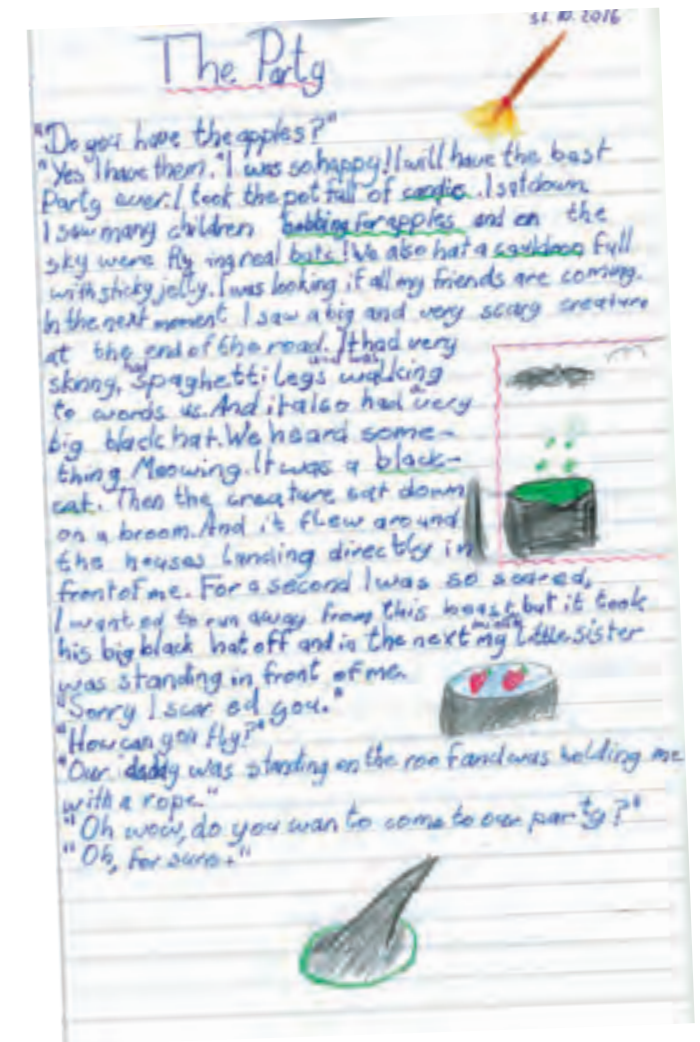 31.10.2016
The Party
"Do you have the apples?"
"Yes I have them." I was so happy! I will have the best
Party ever. I took the pot full of candie. I sat down
I saw many children bobbing for apples and on the
sky were fly ing real bats! We also hat a cauldron full
with sticky jelly. I was looking if all my friends are coming.
In the next moment I saw a big and very scary creature
at the end of the road. It had very
skinny, Spaghetti Legs walking
to words us. And it also had a very
big black hat. We heard some-
thing Meowing. It was a black-
cat. Then the creature sat down
on a broom. And it flew around
the houses landing directly in
front of me. For a second I was so scared,
I wanted to run away from this beast, but it took
his big black hat off and in the next my little sister
was standing in front of me.
"Sorry I scar ed you."
"How can you fly?"
"Our daddy was standing on the roof and was holding me
with a rope."
"Oh wow, do you wan to come to our party?"
"Oh, for sure."